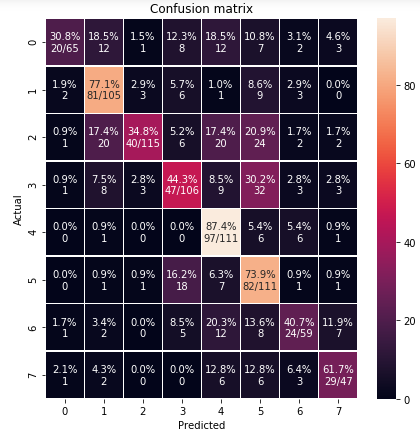 Confusion matrix
30.8% 18.5% 1.5% 12.3% 18.5% 10.8% 3.1% 4.6%
0 20/65 12 1 8 12 7 2 3
1.9% 77.1% 2.9% 5.7% 1.0% 8.6% 2.9% 0.0%
1 2 81/105 3 6 1 9 3 0
0.9% 17.4% 34.8% 5.2% 17.4% 20.9% 1.7% 1.7%
2 1 20 40/115 6 20 24 2 2
0.9% 7.5% 2.8% 44.3% 8.5% 30.2% 2.8% 2.8%
3 1 8 3 47/106 9 32 3 3
0.0% 0.9% 0.0% 0.0% 87.4% 5.4% 5.4% 0.9%
4 0 1 0 0 97/111 6 6 1
0.0% 0.9% 0.9% 16.2% 6.3% 73.9% 0.9% 0.9%
5 0 1 1 18 7 82/111 1 1
1.7% 3.4% 0.0% 8.5% 20.3% 13.6% 40.7% 11.9%
6 1 2 0 5 12 8 24/59 7
2.1% 4.3% 0.0% 0.0% 12.8% 12.8% 6.4% 61.7%
7 1 2 0 0 6 6 3 29/47
0 1 2 3 4 5 6 7
Predicted
Actual
80
60
40
20
0